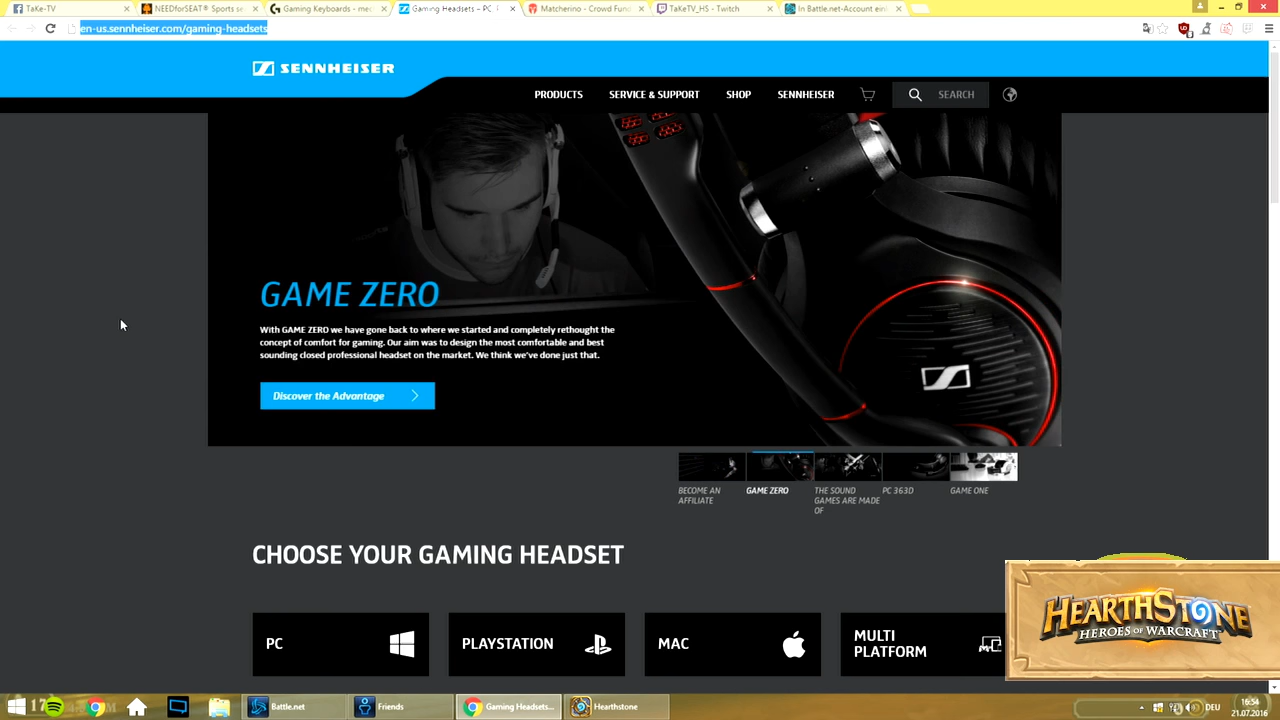 TaKe-TV
NEEDforSEAT® Sports se
Gaming Keyboards - mec
Gaming Headsets – PC
Matcherino - Crowd Fun
TaKeTV_HS - Twitch
In Battle.net-Account ein
en-us.sennheiser.com/gaming-headsets
SENNHEISER
PRODUCTS
SERVICE & SUPPORT
SHOP
SENNHEISER
SEARCH
GAME ZERO
With GAME ZERO we have gone back to where we started and completely rethought the
concept of comfort for gaming. Our aim was to design the most comfortable and best
sounding closed professional headset on the market. We think we've done just that.
Discover the Advantage
BECOME AN
AFFILIATE
GAME ZERO
THE SOUND
GAMES ARE MADE
OF
PC 363D
GAME ONE
CHOOSE YOUR GAMING HEADSET
PC
PLAYSTATION
MAC
MULTI
PLATFORM
HEARTHSTONE
HEROES OF WARCRAFT
Battle.net
Friends
Gaming Headsets...
Hearthstone
DEU
16:54
21.07.2016